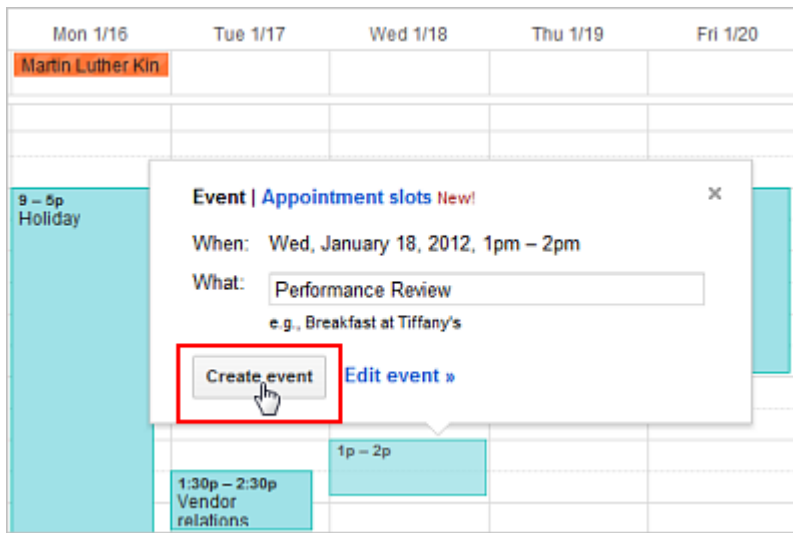 Mon 1/16 Tue 1/17 Wed 1/18 Thu 1/19 Fri 1/20
Martin Luther Kin
9 – 5p
Holiday
Event | Appointment slots New!
When: Wed, January 18, 2012, 1pm – 2pm
What: Performance Review
e.g., Breakfast at Tiffany's
Create event Edit event »
1p – 2p
1:30p – 2:30p
Vendor
relations